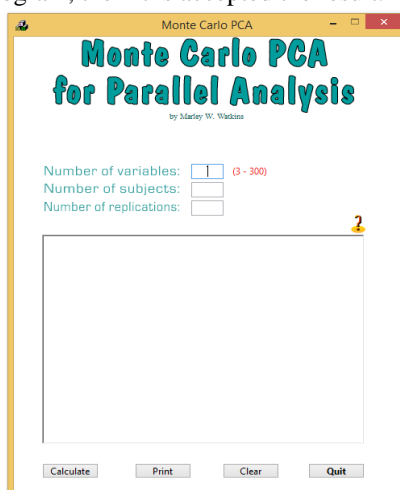 Monte Carlo PCA
Monte Carlo PCA
for Parallel Analysis
by Marley W. Watkins
Number of variables: (3 - 300)
Number of subjects:
Number of replications:
?
Calculate Print Clear Quit